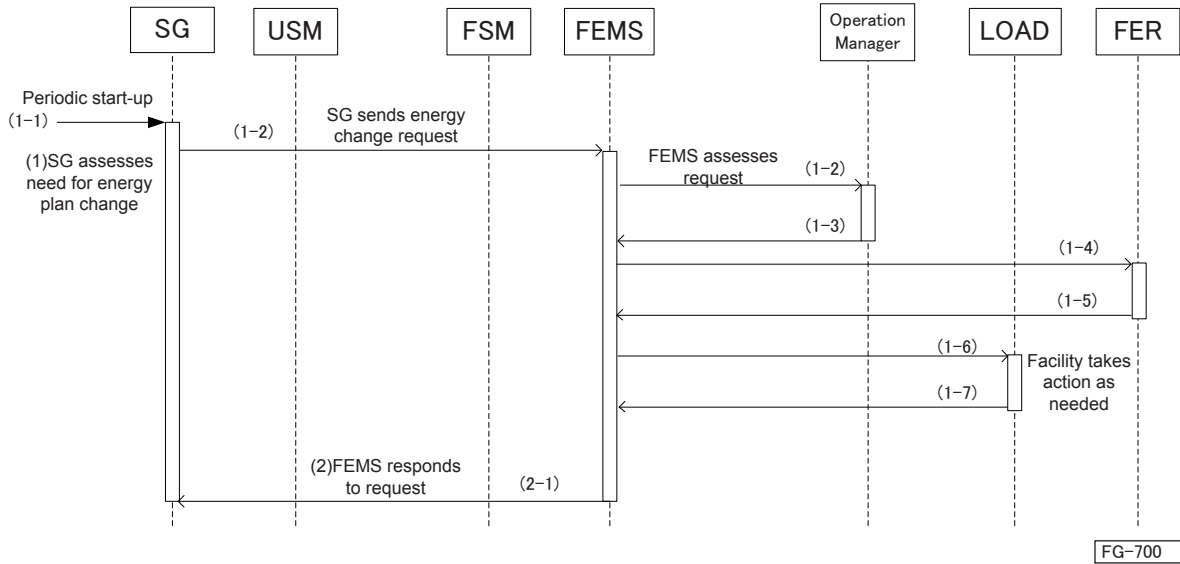 SG
USM
FSM
FEMS
Operation
Manager
LOAD
FER
Periodic start-up
(1-1)
(1)SG assesses
need for energy
plan change
(1-2)
SG sends energy
change request
FEMS assesses
request
(1-2)
(1-3)
(1-4)
(1-5)
(1-6)
Facility takes
action as
needed
(1-7)
(2)FEMS responds
to request
(2-1)
FG-700